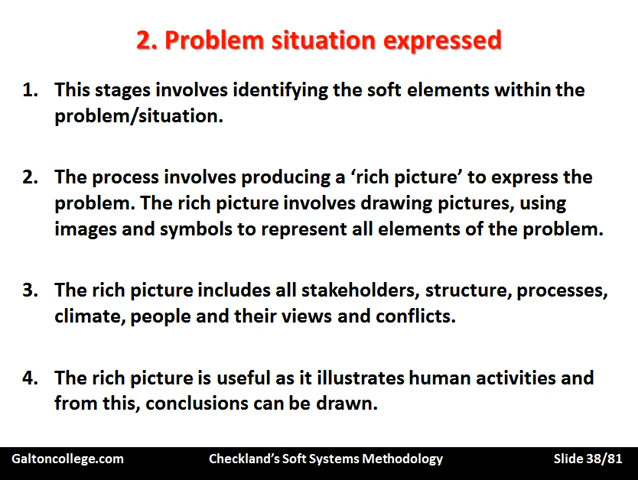 2. Problem situation expressed
1. This stages involves identifying the soft elements within the
problem/situation.
2. The process involves producing a ‘rich picture’ to express the
problem. The rich picture involves drawing pictures, using
images and symbols to represent all elements of the problem.
3. The rich picture includes all stakeholders, structure, processes,
climate, people and their views and conflicts.
4. The rich picture is useful as it illustrates human activities and
from this, conclusions can be drawn.
Galtoncollege.com Checkland’s Soft Systems Methodology Slide 38/81